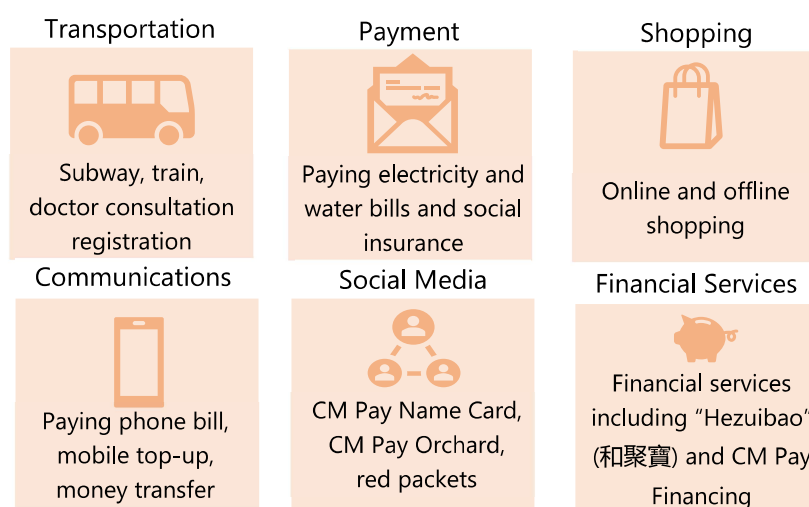 Transportation
Subway, train,
doctor consultation
registration
Payment
Paying electricity and
water bills and social
insurance
Shopping
Online and offline
shopping
Communications
Paying phone bill,
mobile top-up,
money transfer
Social Media
CM Pay Name Card,
CM Pay Orchard,
red packets
Financial Services
Financial services
including “Hezuibao”
(和聚寶) and CM Pay
Financing